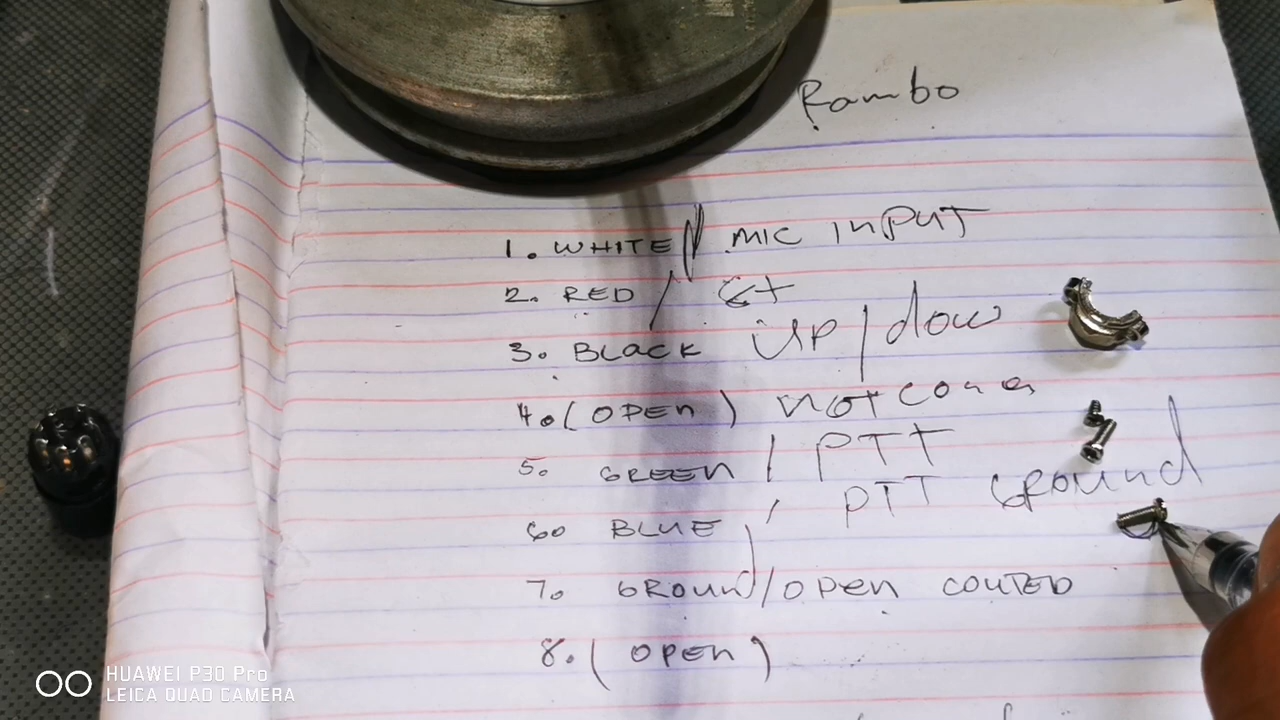 Rambo
1. WHITE / MIC INPUT
2. RED /
3. BLACK UP / dow
4. (OPEN) NOT
5. GREEN / PTT
6. BLUE / PTT GROUND
7. GROUND / OPEN COUTED
8. (OPEN)
HUAWEI P30 Pro
LEICA QUAD CAMERA